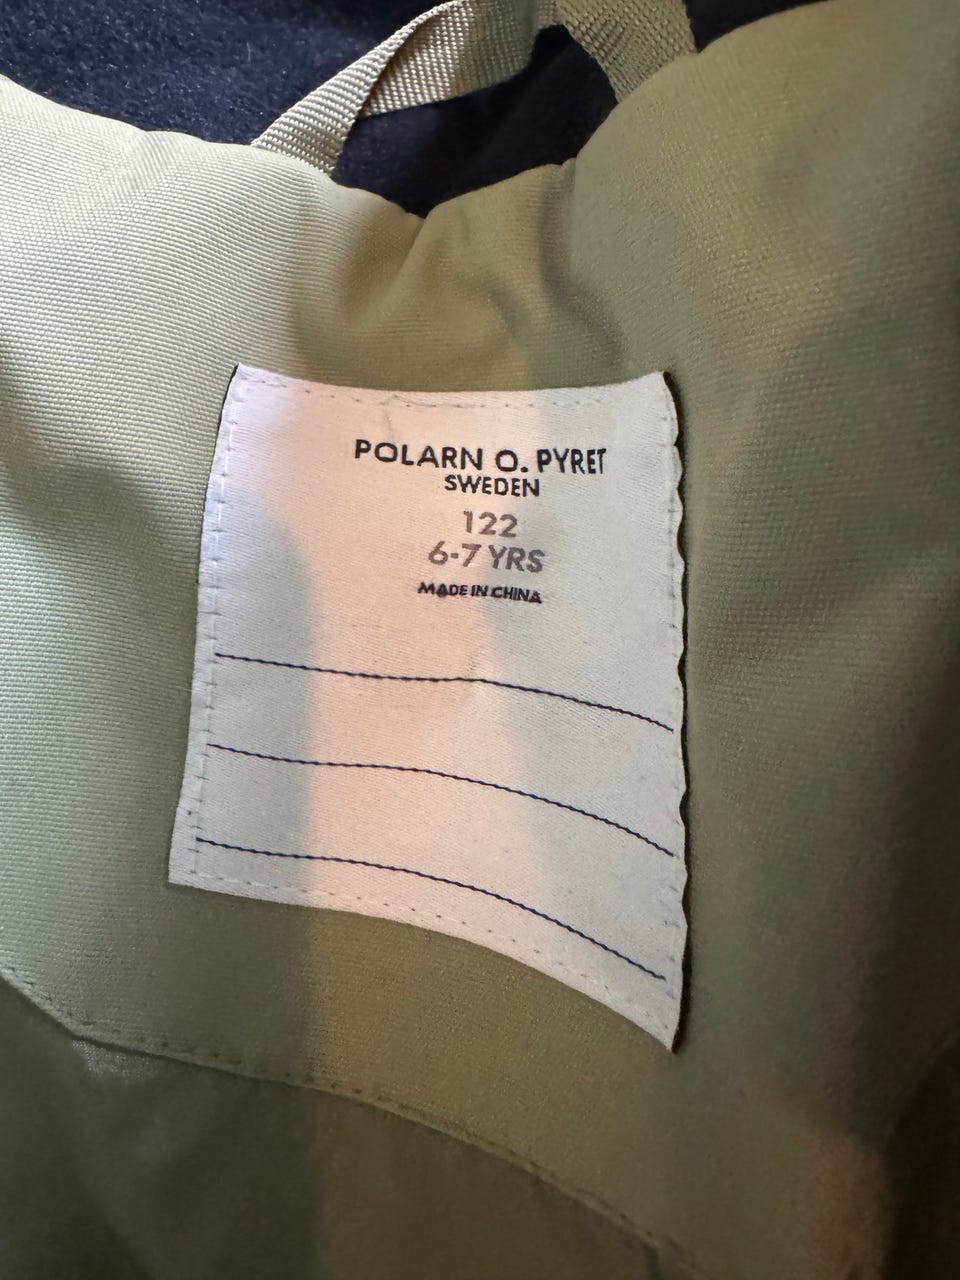 POLARN O. PYRET
SWEDEN
122
6-7 YRS
MADE IN CHINA